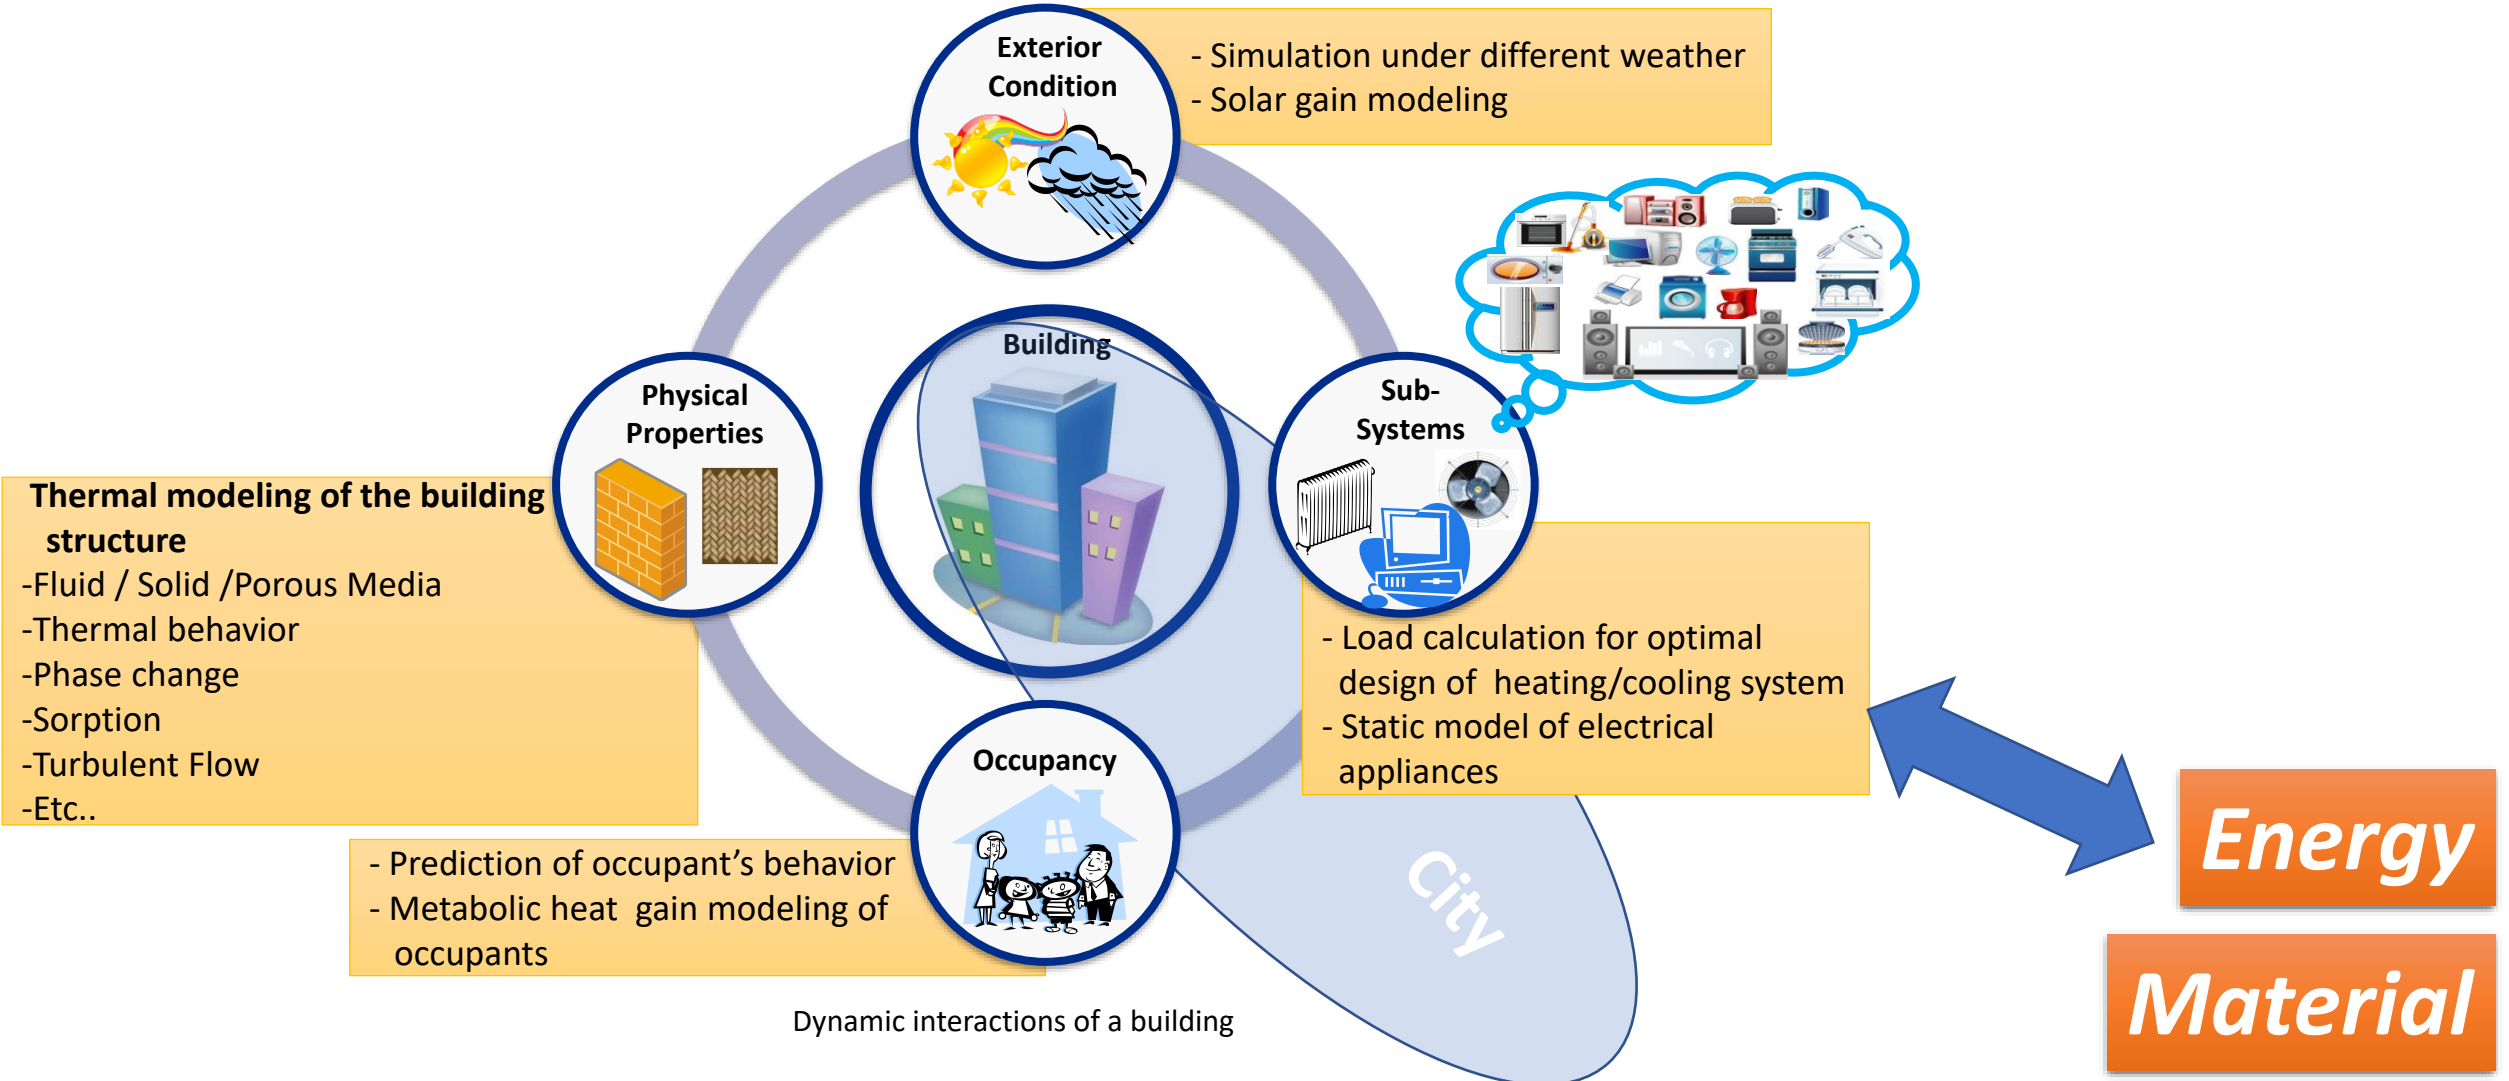 Exterior
Condition
- Simulation under different weather
- Solar gain modeling
Building
Physical
Properties
Sub-
Systems
Thermal modeling of the building
structure
-Fluid / Solid /Porous Media
-Thermal behavior
-Phase change
-Sorption
-Turbulent Flow
-Etc..
- Load calculation for optimal
design of  heating/cooling system
- Static model of electrical
appliances
Occupancy
- Prediction of occupant’s behavior
- Metabolic heat  gain modeling of
occupants
City
Energy
Material
Dynamic interactions of a building